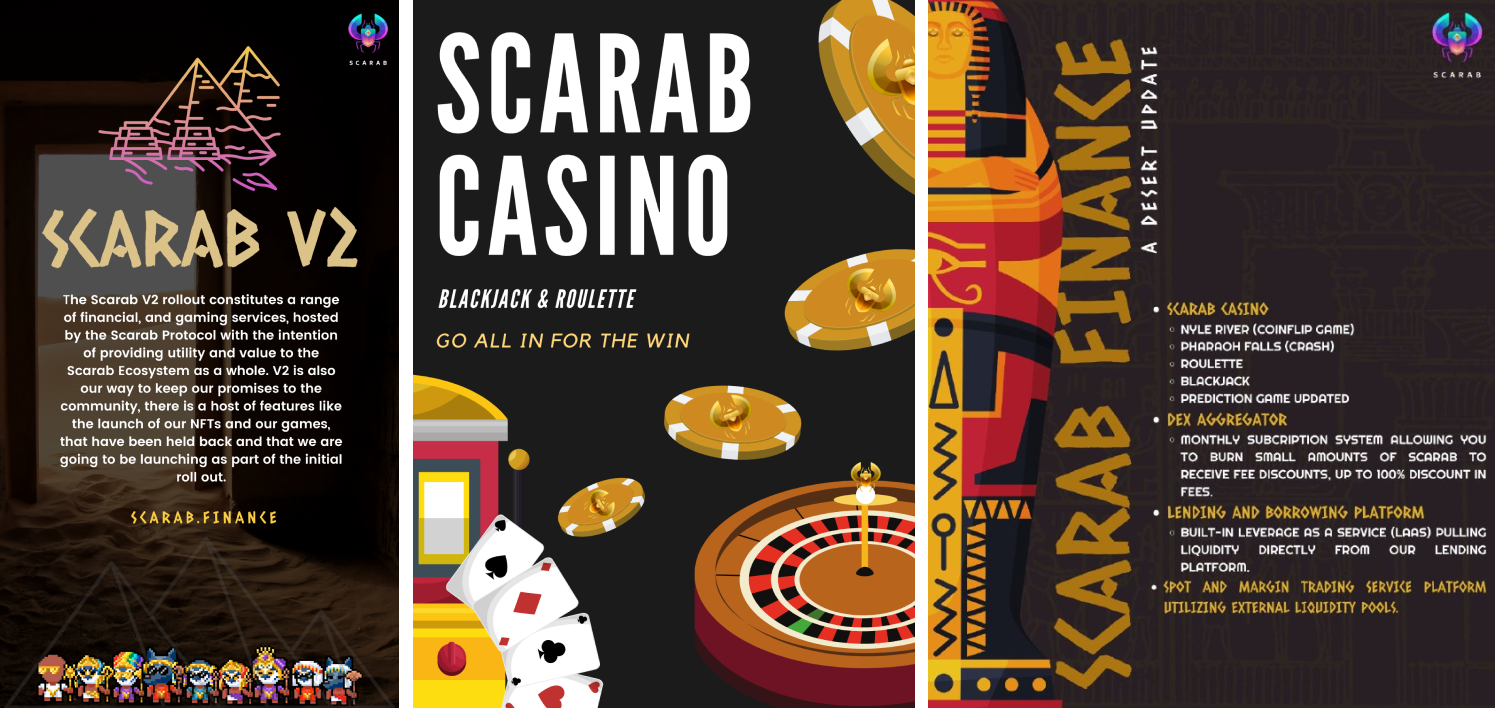 SCARAB
SCARAB V2
The Scarab V2 rollout constitutes a range
of financial, and gaming services, hosted
by the Scarab Protocol with the intention
of providing utility and value to the
Scarab Ecosystem as a whole. V2 is also
our way to keep our promises to the
community, there is a host of features like
the launch of our NFTs and our games,
that have been held back and that we are
going to be launching as part of the initial
roll out.
SCARAB.FINANCE
SCARAB
CASINO
BLACKJACK & ROULETTE
GO ALL IN FOR THE WIN
SCARAB
SCARAB FINANCE
A DESERT UPDATE
• SCARAB CASINO
◦ NYLE RIVER (COINFLIP GAME)
◦ PHARAOH FALLS (CRASH)
◦ ROULETTE
◦ BLACKJACK
◦ PREDICTION GAME UPDATED
• DEX AGGREGATOR
◦ MONTHLY SUBCRIPTION SYSTEM ALLOWING YOU
TO BURN SMALL AMOUNTS OF SCARAB TO
RECEIVE FEE DISCOUNTS, UP TO 100% DISCOUNT IN
FEES.
• LENDING AND BORROWING PLATFORM
◦ BUILT-IN LEVERAGE AS A SERVICE (LAAS) PULLING
LIQUIDITY DIRECTLY FROM OUR LENDING
PLATFORM.
• SPOT AND MARGIN TRADING SERVICE PLATFORM
UTILIZING EXTERNAL LIQUIDITY POOLS.